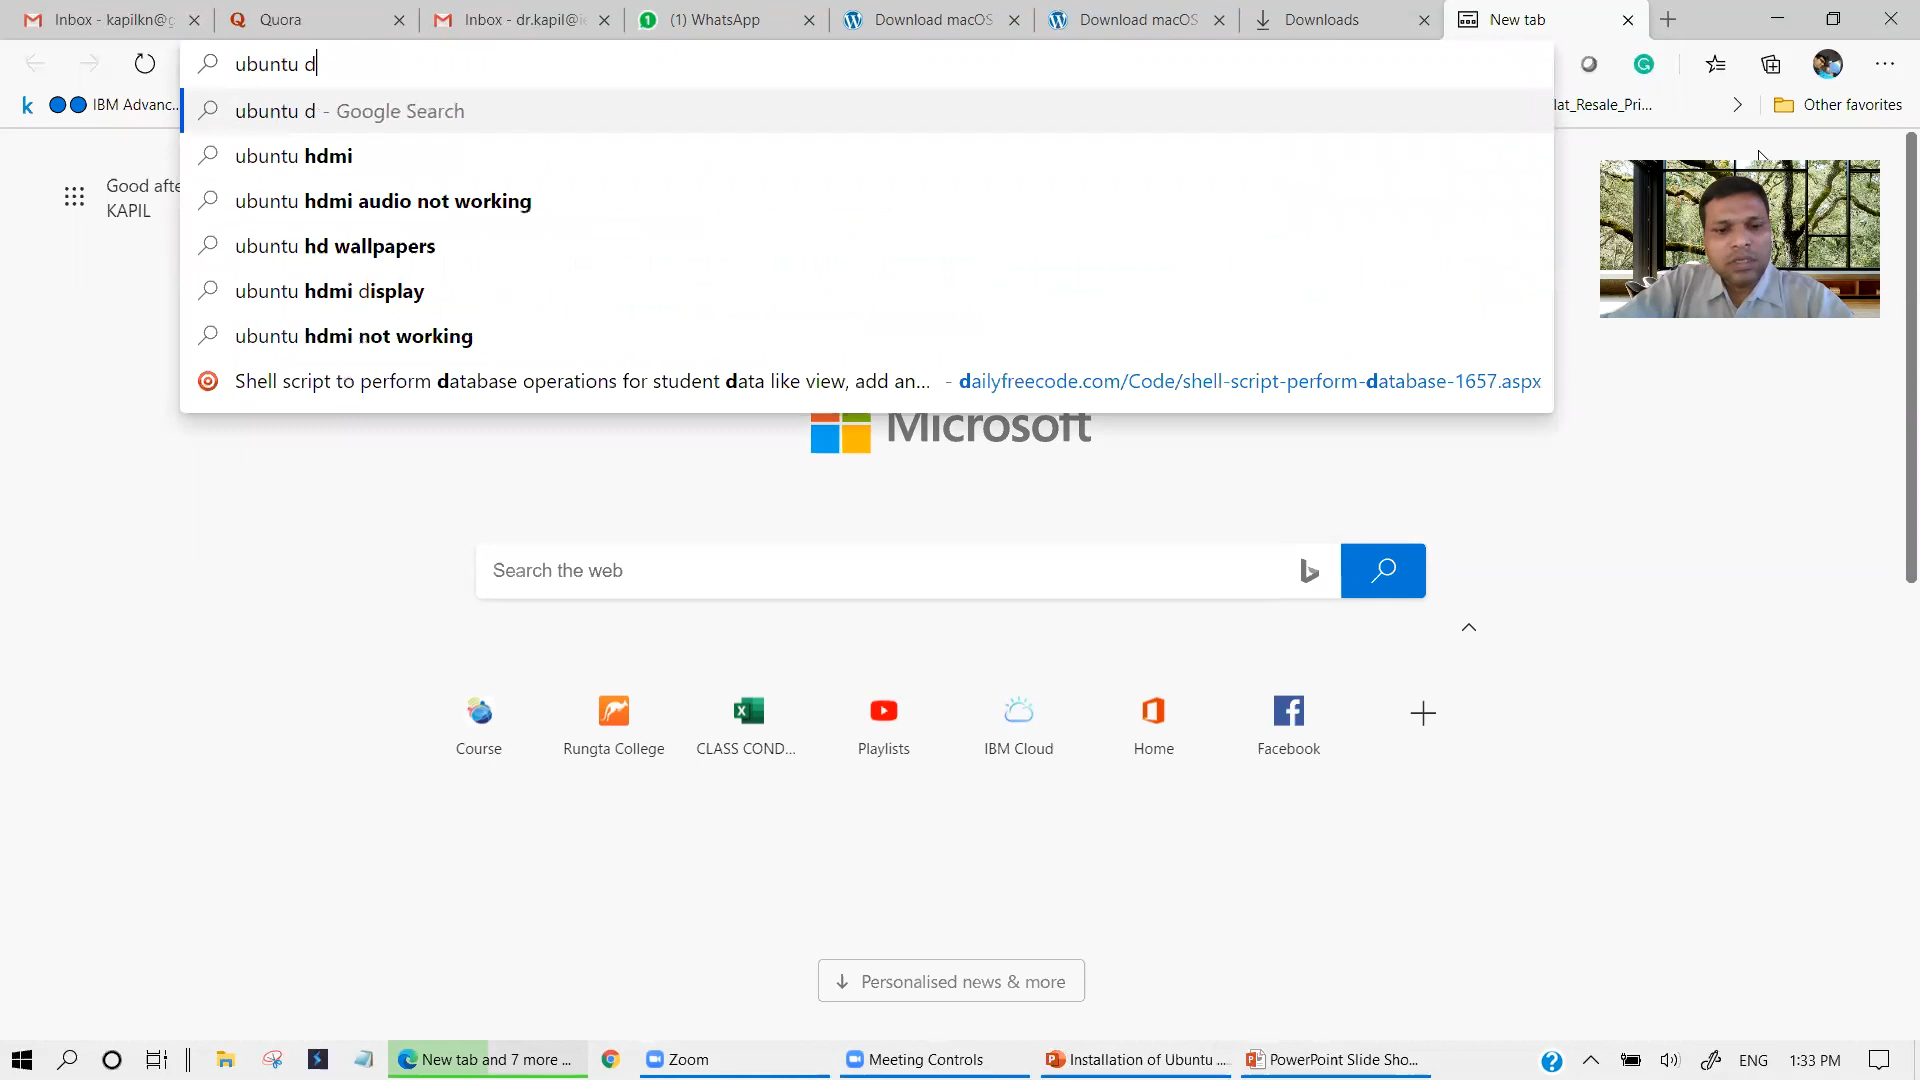 Inbox - kapilkn@g
Quora
Inbox - dr.kapil@ie
(1) WhatsApp
Download macOS
Download macOS
Downloads
New tab
ubuntu d
IBM Advanc...
lat_Resale_Pri...
Other favorites
ubuntu d - Google Search
ubuntu hdmi
ubuntu hdmi audio not working
ubuntu hd wallpapers
ubuntu hdmi display
ubuntu hdmi not working
Shell script to perform database operations for student data like view, add an... - dailyfreecode.com/Code/shell-script-perform-database-1657.aspx
Good afte
KAPIL
Microsoft
Search the web
Course
Rungta College
CLASS COND...
Playlists
IBM Cloud
Home
Facebook
Personalised news & more
New tab and 7 more ...
Zoom
Meeting Controls
Installation of Ubuntu ...
PowerPoint Slide Sho...
ENG
1:33 PM